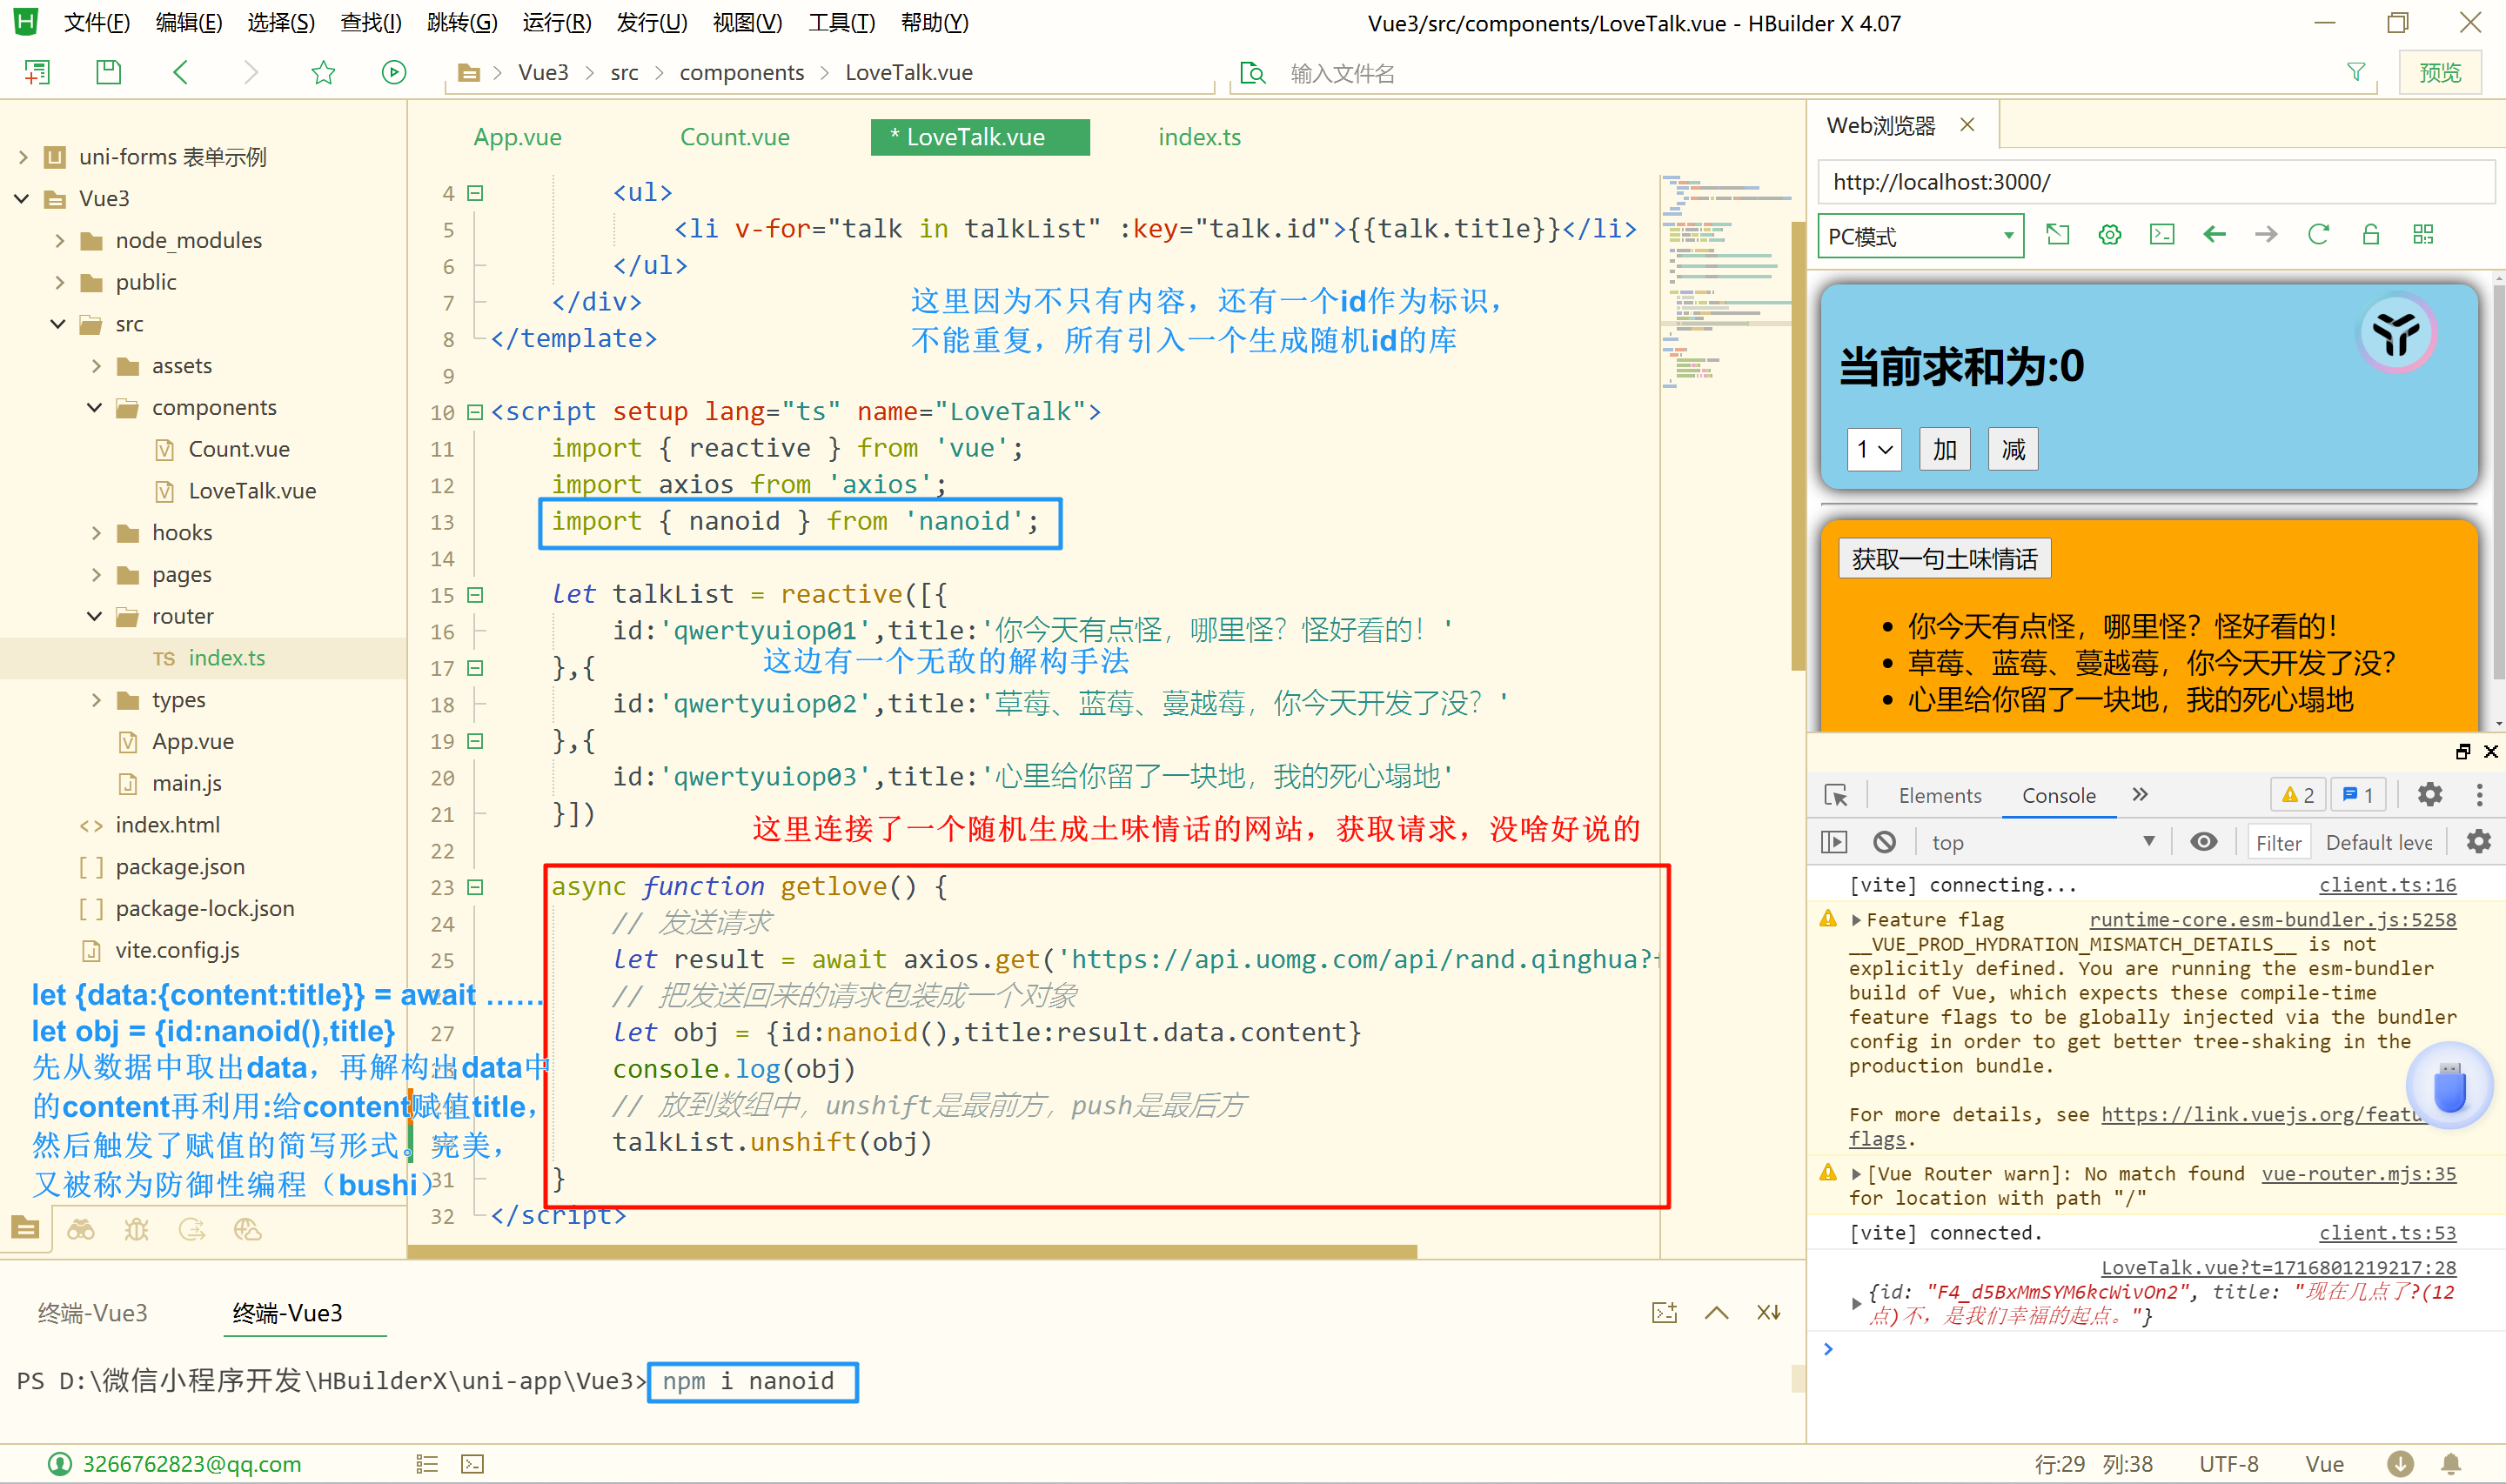 文件(F) 编辑(E) 选择(S) 查找(I) 跳转(G) 运行(R) 发行(U) 视图(V) 工具(T) 帮助(Y)
Vue3/src/components/LoveTalk.vue - HBuilder X 4.07
Vue3 src components LoveTalk.vue
输入文件名
预览
uni-forms 表单示例
Vue3
node_modules
public
src
assets
components
Count.vue
LoveTalk.vue
hooks
pages
router
TS index.ts
types
App.vue
main.js
index.html
package.json
package-lock.json
vite.config.js
let {data:{content:title}} = await ……
let obj = {id:nanoid(),title}
先从数据中取出data，再解构出data中
的content再利用:给content赋值title，
然后触发了赋值的简写形式。完美，
又被称为防御性编程（bushi）
App.vue Count.vue * LoveTalk.vue index.ts
4 <ul>
5 <li v-for="talk in talkList" :key="talk.id">{{talk.title}}</li>
6 </ul>
7 </div>
8 </template>
这里因为不只有内容，还有一个id作为标识，
不能重复，所有引入一个生成随机id的库
9
10 <script setup lang="ts" name="LoveTalk">
11 import { reactive } from 'vue';
12 import axios from 'axios';
13 import { nanoid } from 'nanoid';
14
15 let talkList = reactive([{
16 id:'qwertyuiop01',title:'你今天有点怪，哪里怪？怪好看的！'
17 },{
这边有一个无敌的解构手法
18 id:'qwertyuiop02',title:'草莓、蓝莓、蔓越莓，你今天开发了没？'
19 },{
20 id:'qwertyuiop03',title:'心里给你留了一块地，我的死心塌地'
21 }])
这里连接了一个随机生成土味情话的网站，获取请求，没啥好说的
22
23 async function getlove() {
24 // 发送请求
25 let result = await axios.get('https://api.uomg.com/api/rand.qinghua?
// 把发送回来的请求包装成一个对象
27 let obj = {id:nanoid(),title:result.data.content}
console.log(obj)
// 放到数组中，unshift是最前方，push是最后方
talkList.unshift(obj)
31 }
32 </script>
终端-Vue3 终端-Vue3
PS D:\微信小程序开发\HBuilderX\uni-app\Vue3> npm i nanoid
3266762823@qq.com
行:29 列:38 UTF-8 Vue
Web浏览器
http://localhost:3000/
PC模式
当前求和为:0
1 加 减
获取一句土味情话
你今天有点怪，哪里怪？怪好看的！
草莓、蓝莓、蔓越莓，你今天开发了没？
心里给你留了一块地，我的死心塌地
Elements Console 2 1
top Filter Default leve
[vite] connecting... client.ts:16
Feature flag runtime-core.esm-bundler.js:5258
__VUE_PROD_HYDRATION_MISMATCH_DETAILS__ is not
explicitly defined. You are running the esm-bundler
build of Vue, which expects these compile-time
feature flags to be globally injected via the bundler
config in order to get better tree-shaking in the
production bundle.
For more details, see https://link.vuejs.org/featu
flags.
[Vue Router warn]: No match found vue-router.mjs:35
for location with path "/"
[vite] connected. client.ts:53
LoveTalk.vue?t=1716801219217:28
{id: "F4_d5BxMmSYM6kcWivOn2", title: "现在几点了?(12
点)不，是我们幸福的起点。"}